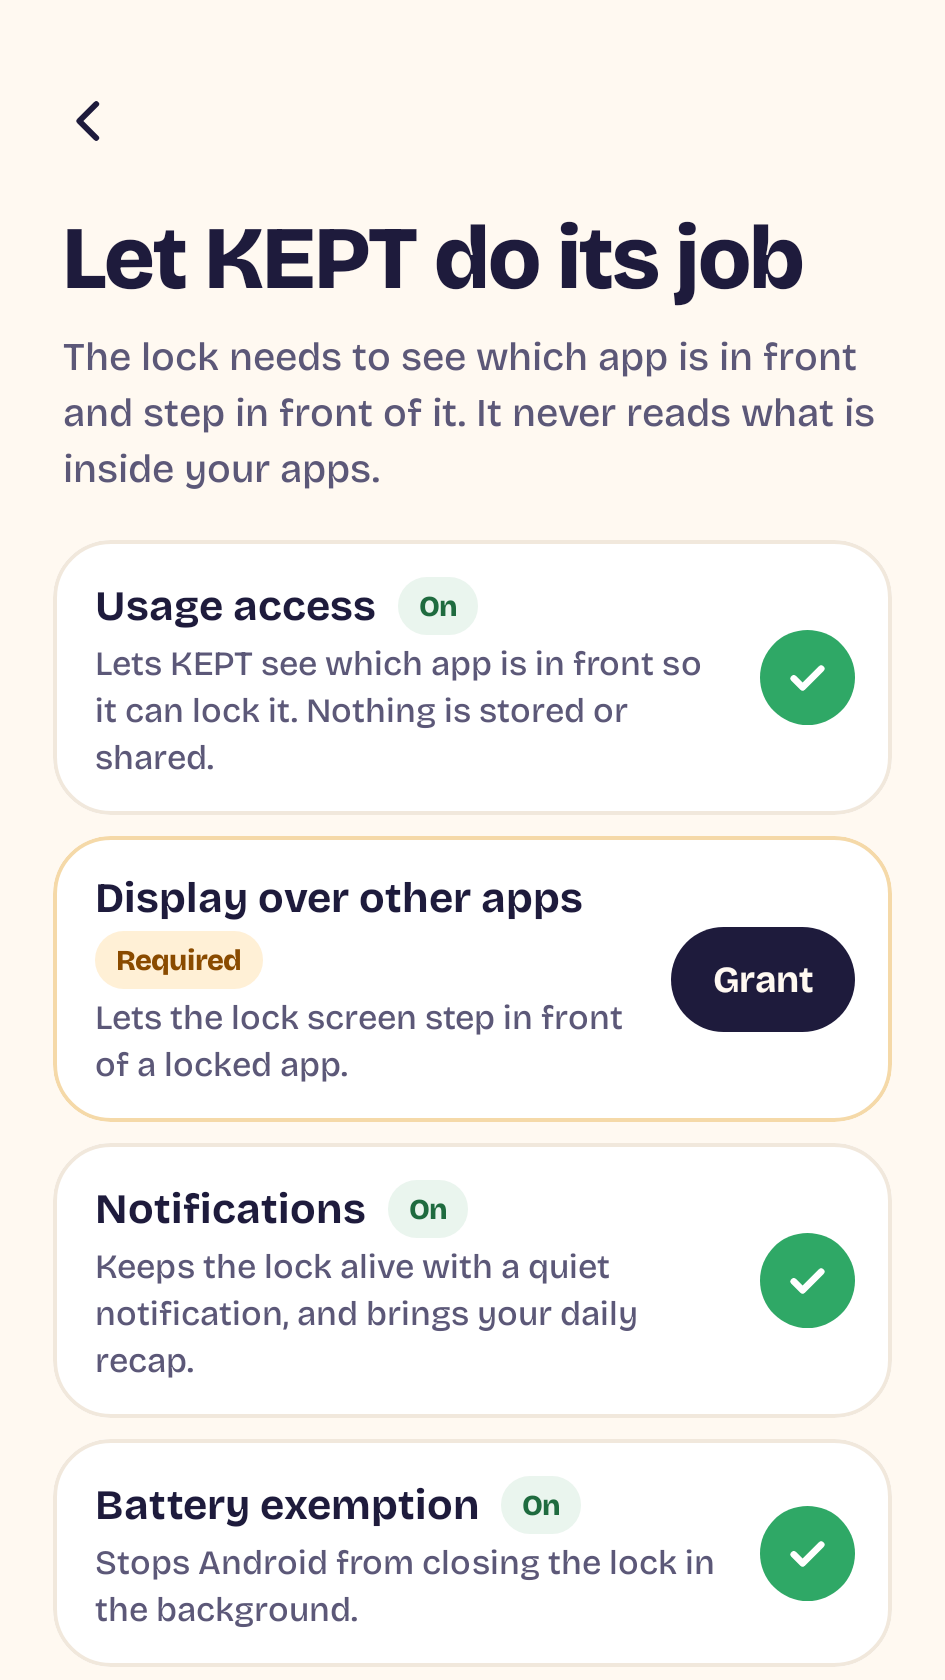 Let KEPT do its job
The lock needs to see which app is in front
and step in front of it. It never reads what is
inside your apps.
Usage access On
Lets KEPT see which app is in front so
it can lock it. Nothing is stored or
shared.
Display over other apps
Required
Grant
Lets the lock screen step in front
of a locked app.
Notifications On
Keeps the lock alive with a quiet
notification, and brings your daily
recap.
Battery exemption On
Stops Android from closing the lock in
the background.